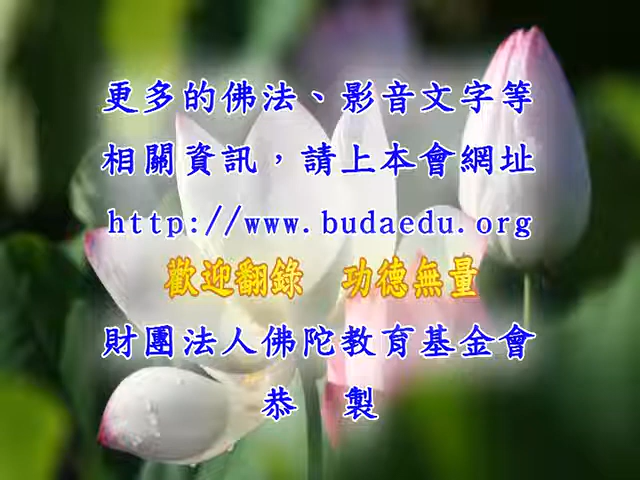 更多的佛法、影音文字等
相關資訊，請上本會網址
http://www.budaedu.org
歡迎翻錄　功德無量
財團法人佛陀教育基金會
恭　製